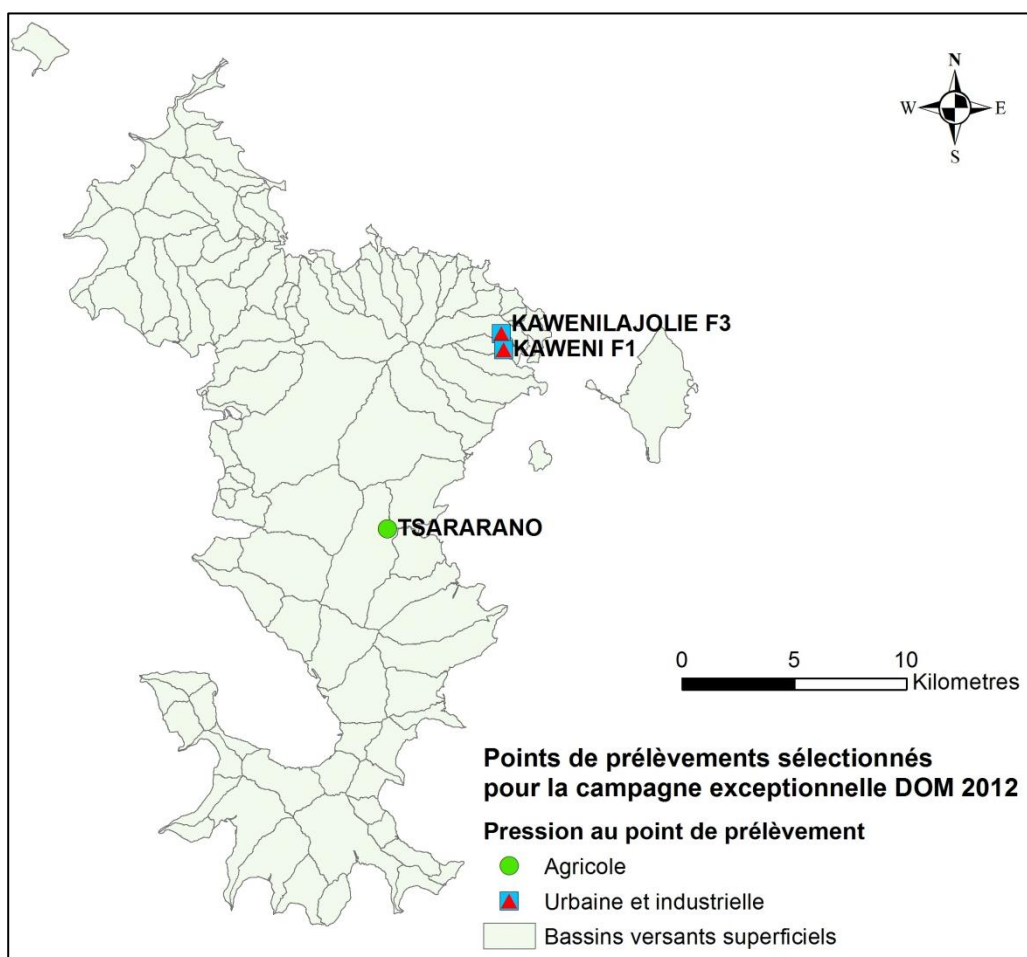 N
W E
S
KAWENILAJOLIE F3
KAWENI F1
TSARARANO
0 5 10
Kilometres
Points de prélèvements sélectionnés
pour la campagne exceptionnelle DOM 2012
Pression au point de prélèvement
Agricole
Urbaine et industrielle
Bassins versants superficiels